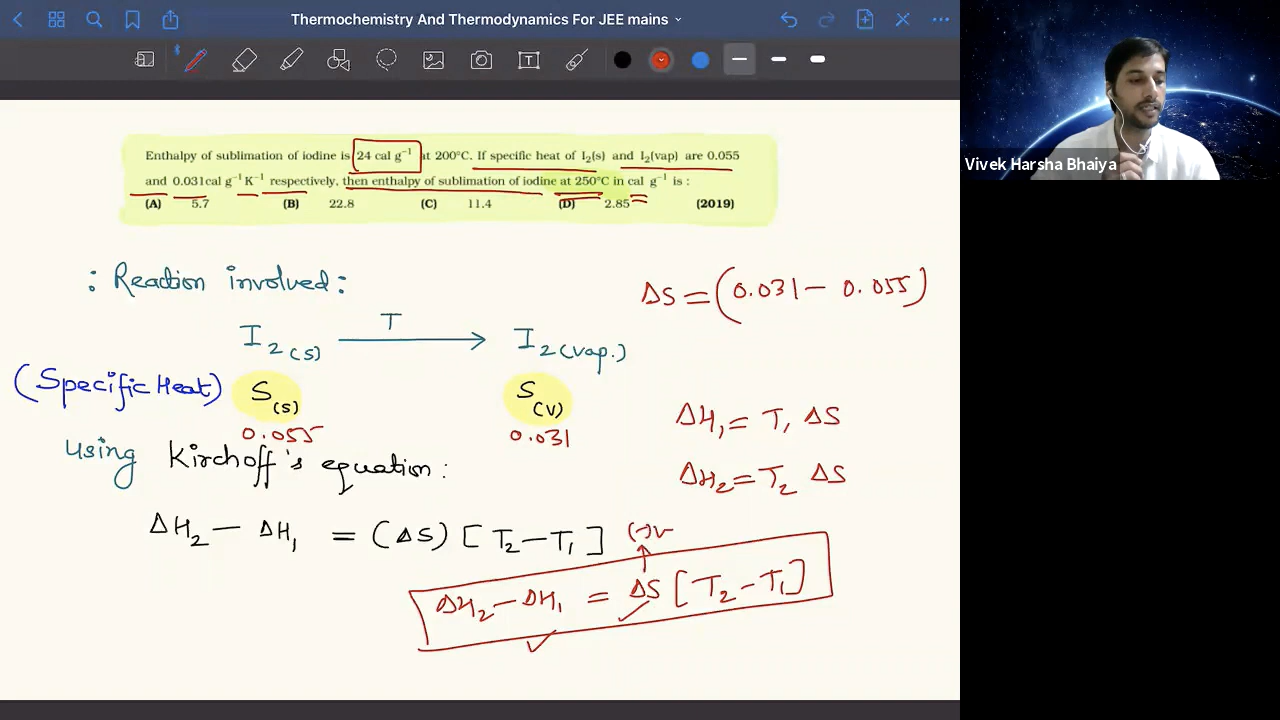 Thermochemistry And Thermodynamics For JEE mains
T
Vivek Harsha Bhaiya
Enthalpy of sublimation of iodine is 24 cal g⁻¹ at 200°C. If specific heat of I₂(s) and I₂(vap) are 0.055
and 0.031cal g⁻¹K⁻¹ respectively, then enthalpy of sublimation of iodine at 250°C in cal g⁻¹ is :
(A) 5.7 (B) 22.8 (C) 11.4 (D) 2.85 (2019)
: Reaction involved :
ΔS = (0.031 - 0.055)
T
I₂(s) → I₂(vap.)
(Specific Heat) S(s) S(v)
0.055 0.031
ΔH₁ = T₁ ΔS
using Kirchoff's equation :
ΔH₂ = T₂ ΔS
ΔH₂ - ΔH₁ = (ΔS) [T₂ - T₁]
(-)v
ΔH₂ - ΔH₁ = ΔS [T₂ - T₁]